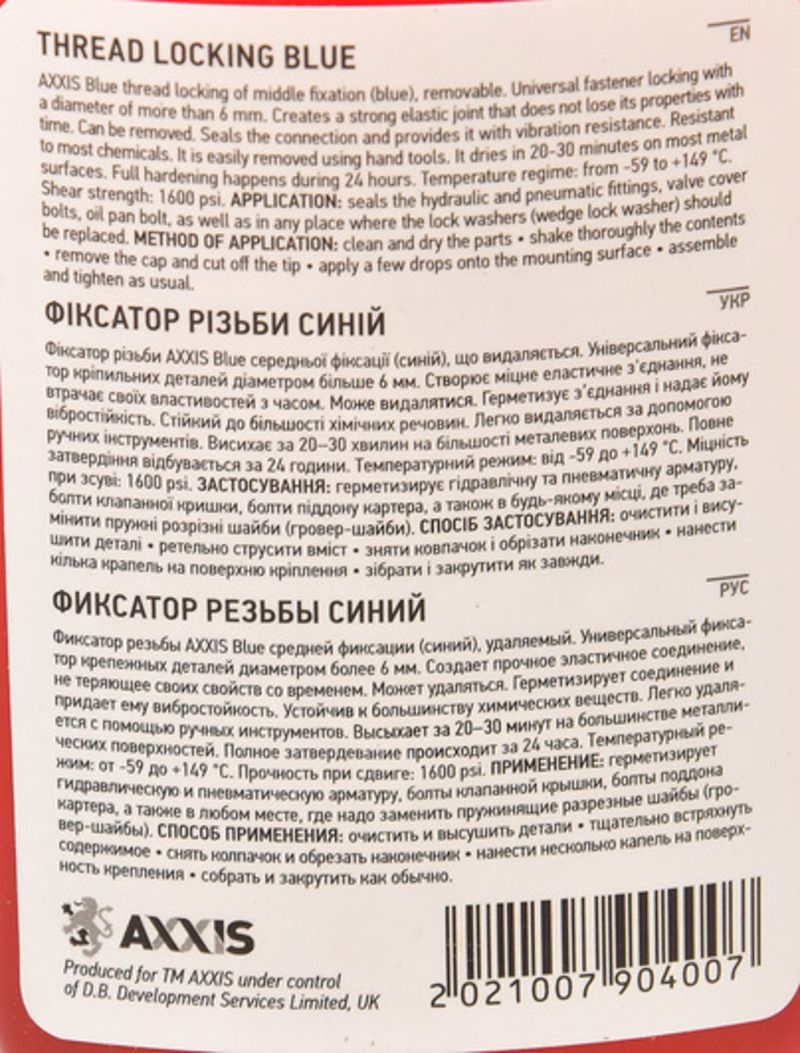 EN
THREAD LOCKING BLUE
AXXIS Blue thread locking of middle fixation (blue), removable. Universal fastener locking with
a diameter of more than 6 mm. Creates a strong elastic joint that does not lose its properties with
time. Can be removed. Seals the connection and provides it with vibration resistance. Resistant
to most chemicals. It is easily removed using hand tools. It dries in 20-30 minutes on most metal
surfaces. Full hardening happens during 24 hours. Temperature regime: from -59 to +149 °C.
Shear strength: 1600 psi. APPLICATION: seals the hydraulic and pneumatic fittings, valve cover
bolts, oil pan bolt, as well as in any place where the lock washers (wedge lock washer) should
be replaced. METHOD OF APPLICATION: clean and dry the parts • shake thoroughly the contents
• remove the cap and cut off the tip • apply a few drops onto the mounting surface • assemble
and tighten as usual.
УКР
ФІКСАТОР РІЗЬБИ СИНІЙ
Фіксатор різьби AXXIS Blue середньої фіксації (синій), що видаляється. Універсальний фікса-
тор кріпильних деталей діаметром більше 6 мм. Створює міцне еластичне з'єднання, не
втрачає своїх властивостей з часом. Може видалятися. Герметизує з'єднання і надає йому
вібростійкість. Стійкий до більшості хімічних речовин. Легко видаляється за допомогою
ручних інструментів. Висихає за 20–30 хвилин на більшості металевих поверхонь. Повне
затвердіння відбувається за 24 години. Температурний режим: від -59 до +149 °С. Міцність
при зсуві: 1600 psi. ЗАСТОСУВАННЯ: герметизирує гідравлічну та пневматичну арматуру,
болти клапанної кришки, болти піддону картера, а також в будь-якому місці, де треба за-
мінити пружні розрізні шайби (гровер-шайби). СПОСІБ ЗАСТОСУВАННЯ: очистити і вису-
шити деталі • ретельно струсити вміст • зняти ковпачок і обрізати наконечник • нанести
кілька крапель на поверхню кріплення • зібрати і закрутити як завжди.
РУС
ФИКСАТОР РЕЗЬБЫ СИНИЙ
Фиксатор резьбы AXXIS Blue средней фиксации (синий), удаляемый. Универсальный фикса-
тор крепежных деталей диаметром более 6 мм. Создает прочное эластичное соединение,
не теряющее своих свойств со временем. Может удаляться. Герметизирует соединение и
придает ему вибростойкость. Устойчив к большинству химических веществ. Легко удаля-
ется с помощью ручных инструментов. Высыхает за 20–30 минут на большинстве металли-
ческих поверхностей. Полное затвердевание происходит за 24 часа. Температурный ре-
жим: от -59 до +149 °С. Прочность при сдвиге: 1600 psi. ПРИМЕНЕНИЕ: герметизирует
гидравлическую и пневматическую арматуру, болты клапанной крышки, болты поддона
картера, а также в любом месте, где надо заменить пружинящие разрезные шайбы (гро-
вер-шайбы). СПОСОБ ПРИМЕНЕНИЯ: очистить и высушить детали • тщательно встряхнуть
содержимое • снять колпачок и обрезать наконечник • нанести несколько капель на поверх-
ность крепления • собрать и закрутить как обычно.
AXXIS
Produced for TM AXXIS under control
of D.B. Development Services Limited, UK
2 021007 904007